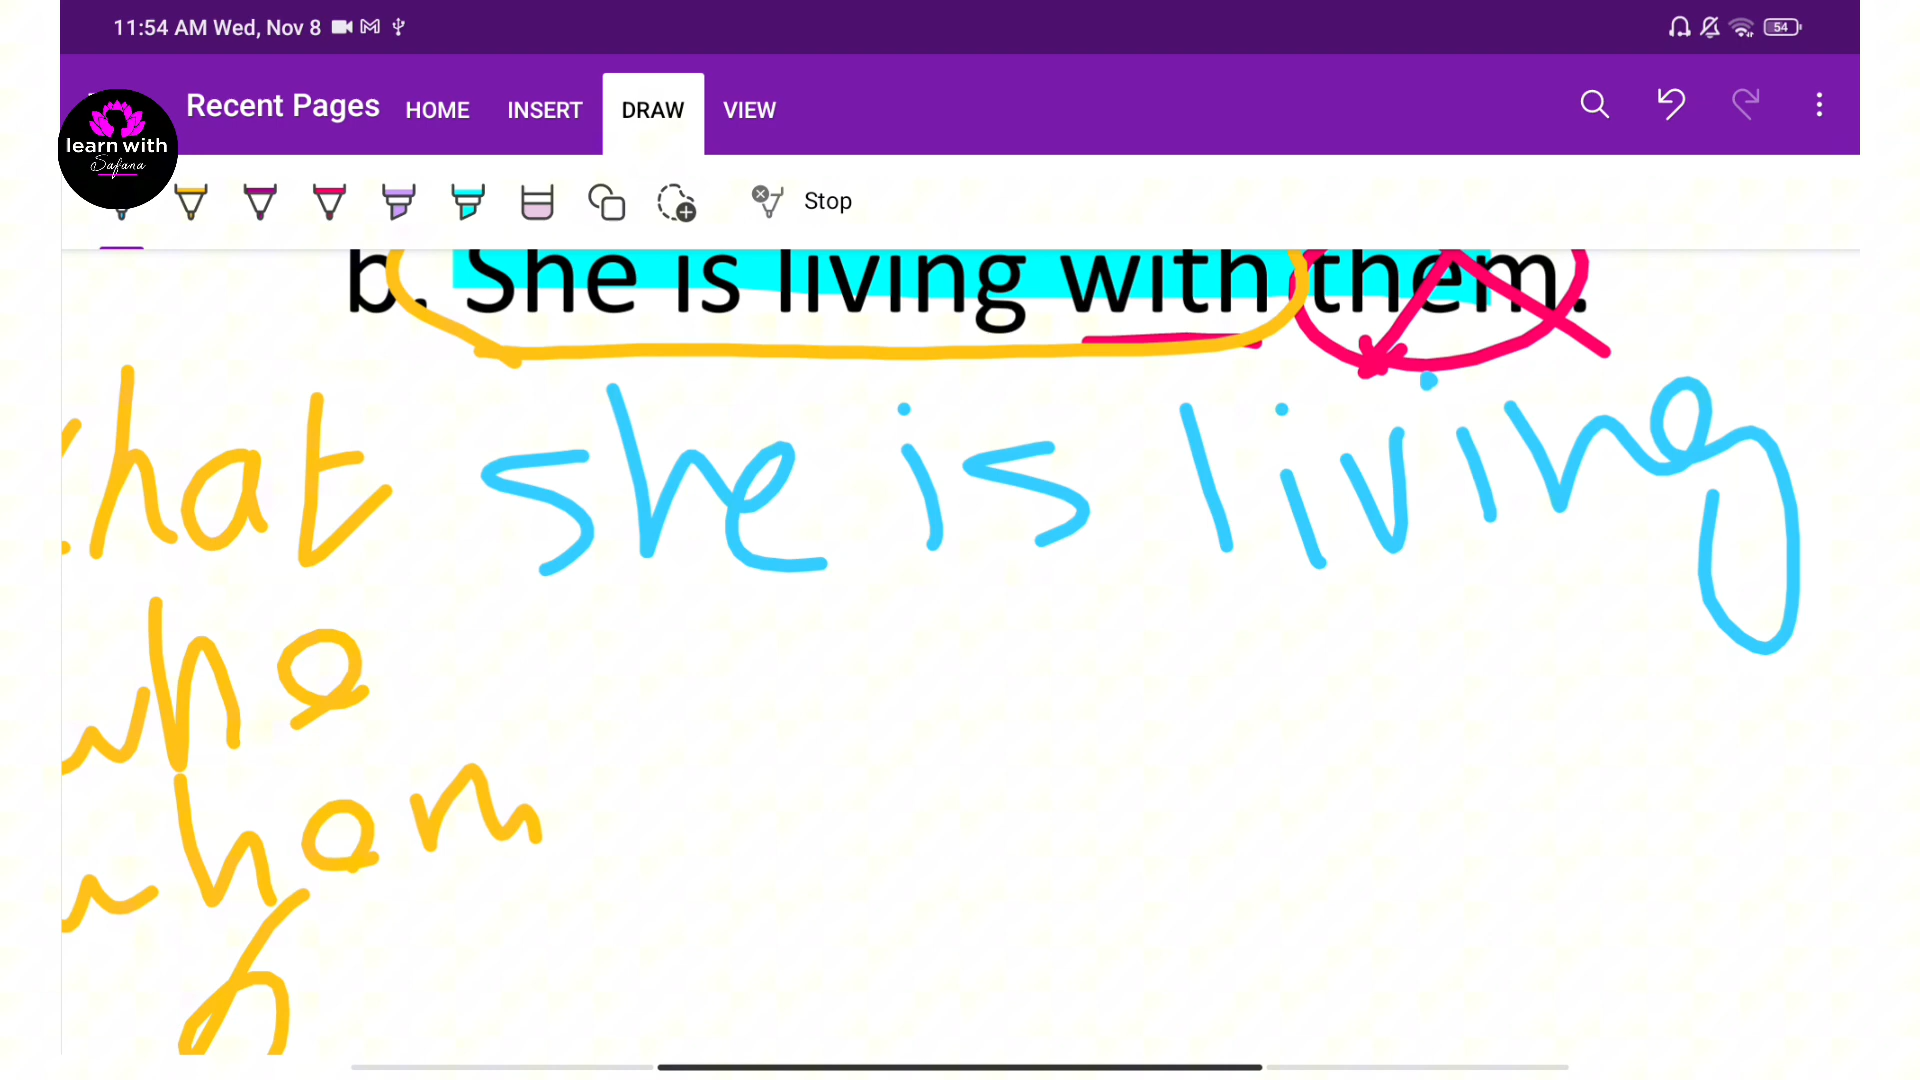 11:54 AM Wed, Nov 8
54
learn with
Safana
Recent Pages HOME INSERT DRAW VIEW
Stop
b. She is living with them.
hat she is living
who
whom